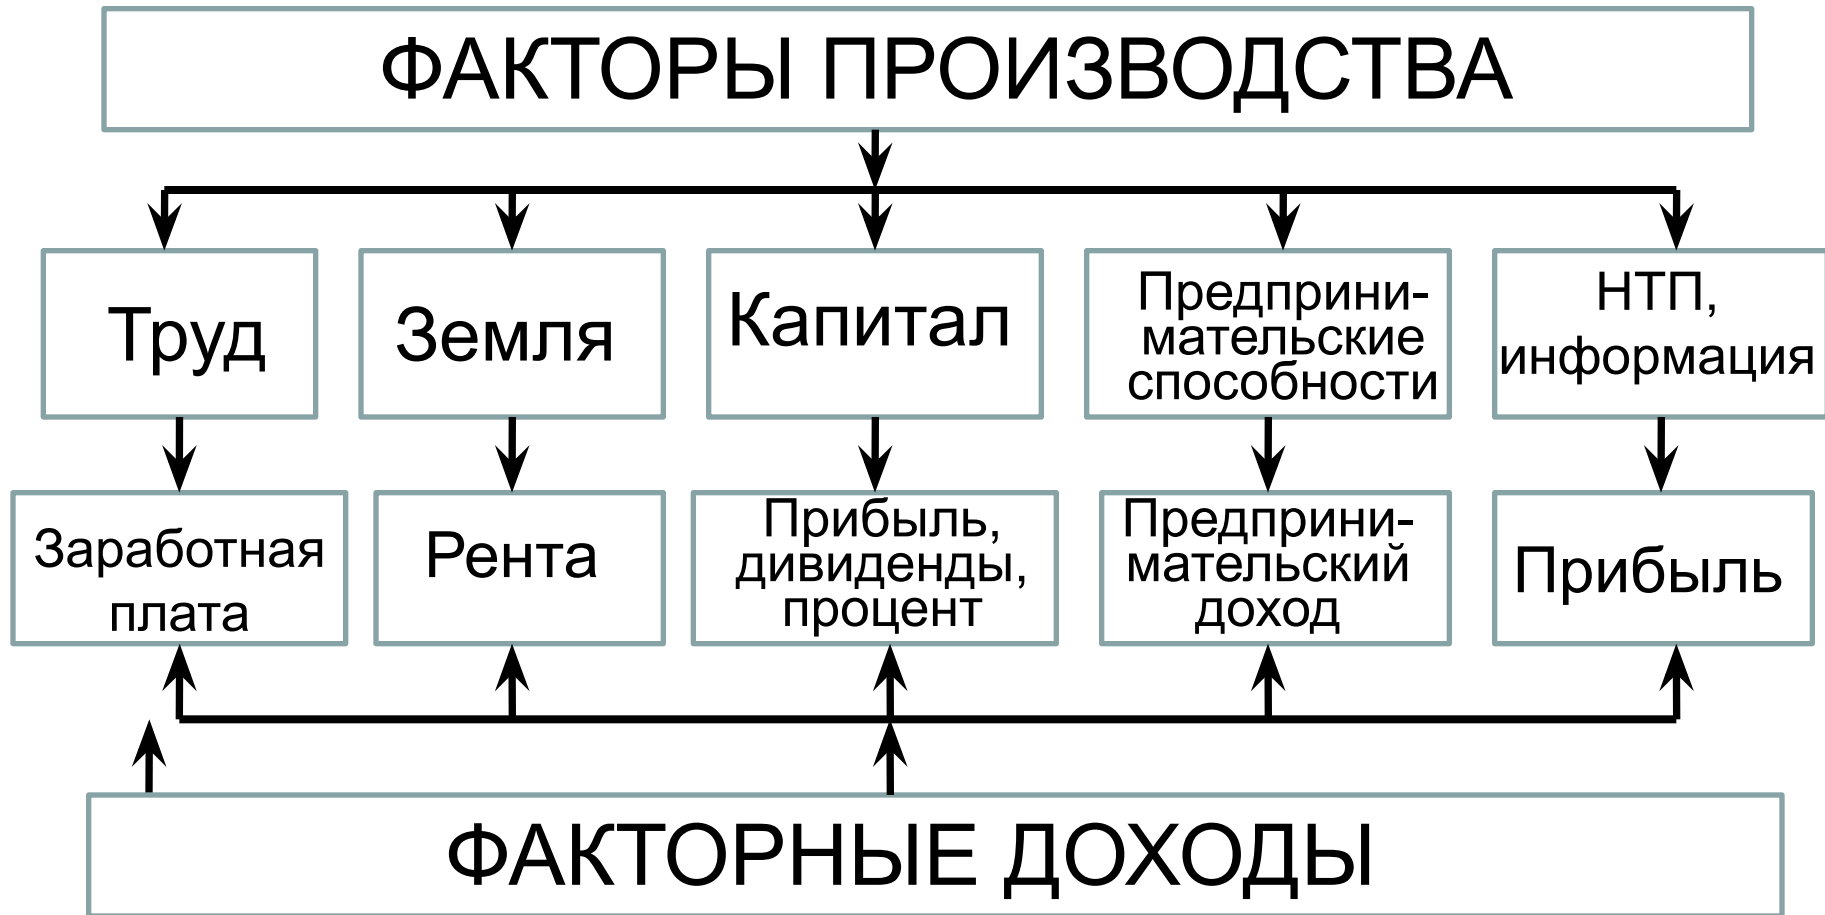 ФАКТОРЫ ПРОИЗВОДСТВА
Труд
Земля
Капитал
Предприни-
мательские
способности
НТП,
информация
Заработная
плата
Рента
Прибыль,
дивиденды,
процент
Предприни-
мательский
доход
Прибыль
ФАКТОРНЫЕ ДОХОДЫ